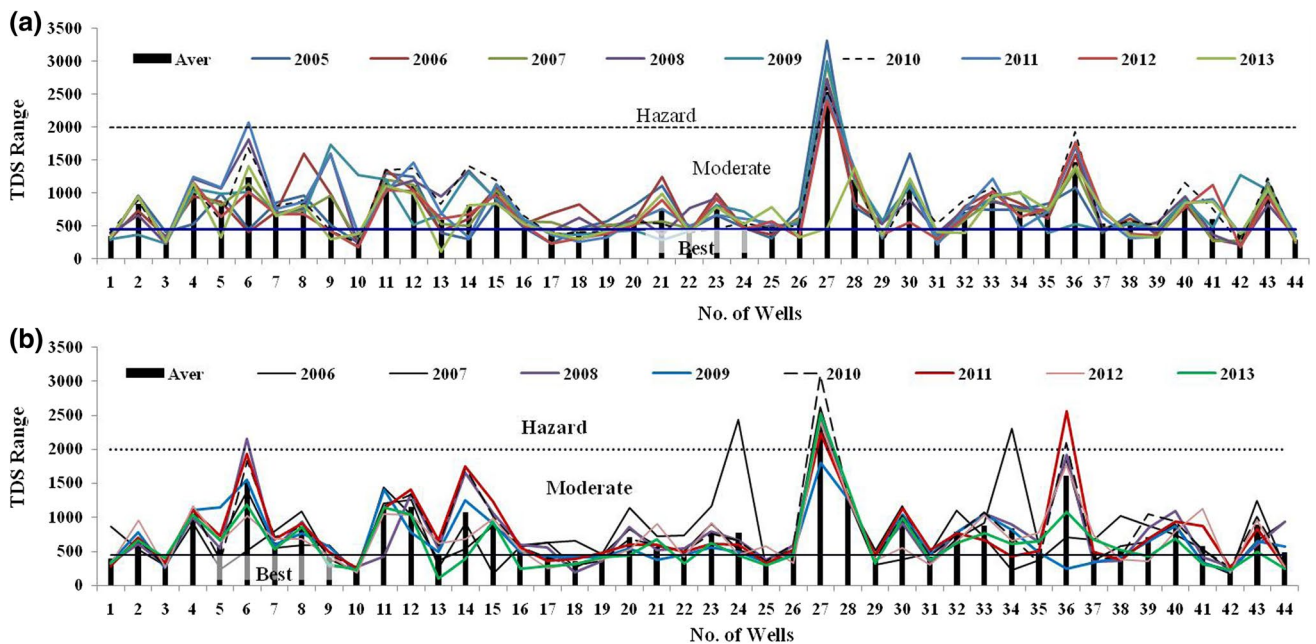 (a)
3500
3000
2500
2000
1500
1000
500
0
TDS Range
Aver 2005 2006 2007 2008 2009 2010 2011 2012 2013
Hazard
Moderate
Best
1 2 3 4 5 6 7 8 9 10 11 12 13 14 15 16 17 18 19 20 21 22 23 24 25 26 27 28 29 30 31 32 33 34 35 36 37 38 39 40 41 42 43 44
No. of Wells
(b)
3500
3000
2500
2000
1500
1000
500
0
TDS Range
Aver 2006 2007 2008 2009 2010 2011 2012 2013
Hazard
Moderate
Best
1 2 3 4 5 6 7 8 9 10 11 12 13 14 15 16 17 18 19 20 21 22 23 24 25 26 27 28 29 30 31 32 33 34 35 36 37 38 39 40 41 42 43 44
No. of Wells